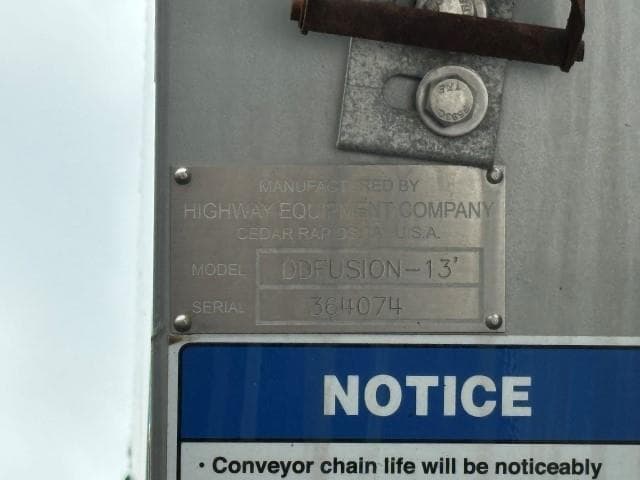 MANUFACTURED BY
HIGHWAY EQUIPMENT COMPANY
CEDAR RAPIDS IA U.S.A.
MODEL DDFUSION-13'
SERIAL 364074
NOTICE
· Conveyor chain life will be noticeably